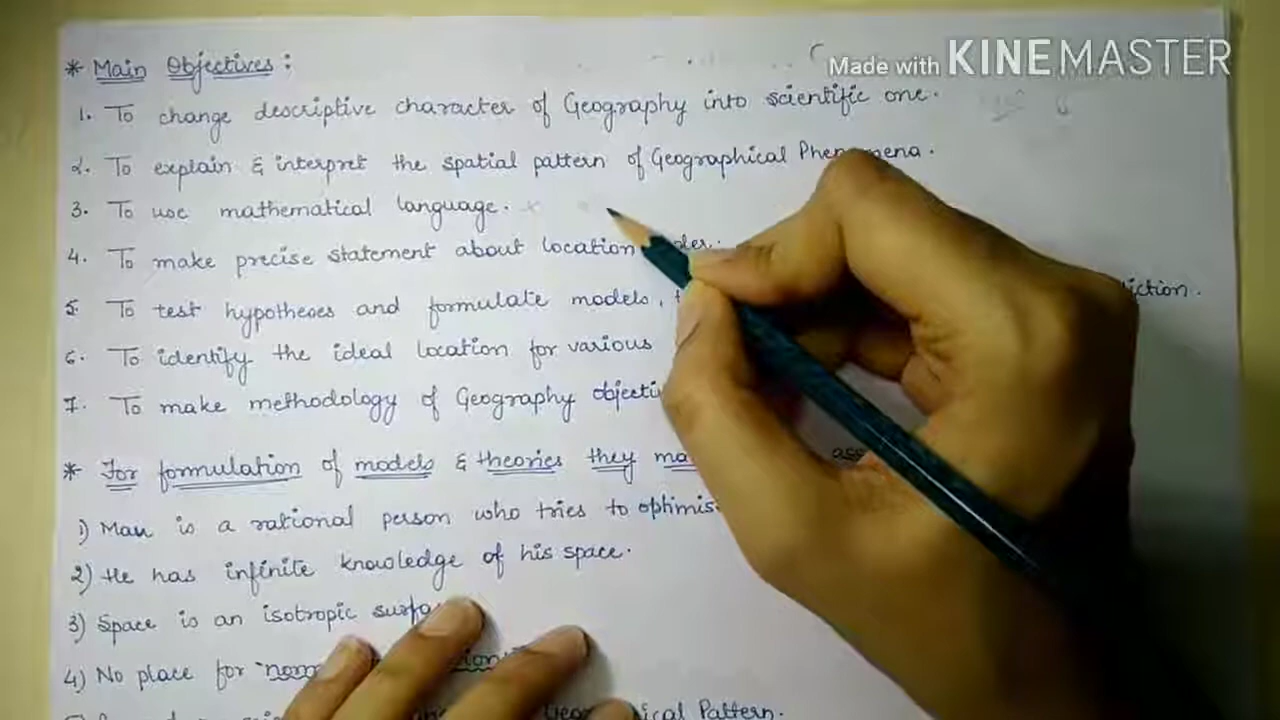 Made with KINEMASTER
* Main Objectives :
1. To change descriptive character of Geography into scientific one.
2. To explain & interpret the spatial pattern of Geographical Phenomena.
3. To use mathematical language.
4. To make precise statement about location
5. To test hypotheses and formulate models,
6. To identify the ideal location for various
7. To make methodology of Geography
* For formulation of models & theories they
1) Man is a rational person who tries to
2) He has infinite knowledge of his space.
3) Space is an isotropic
4) No place for
Pattern.